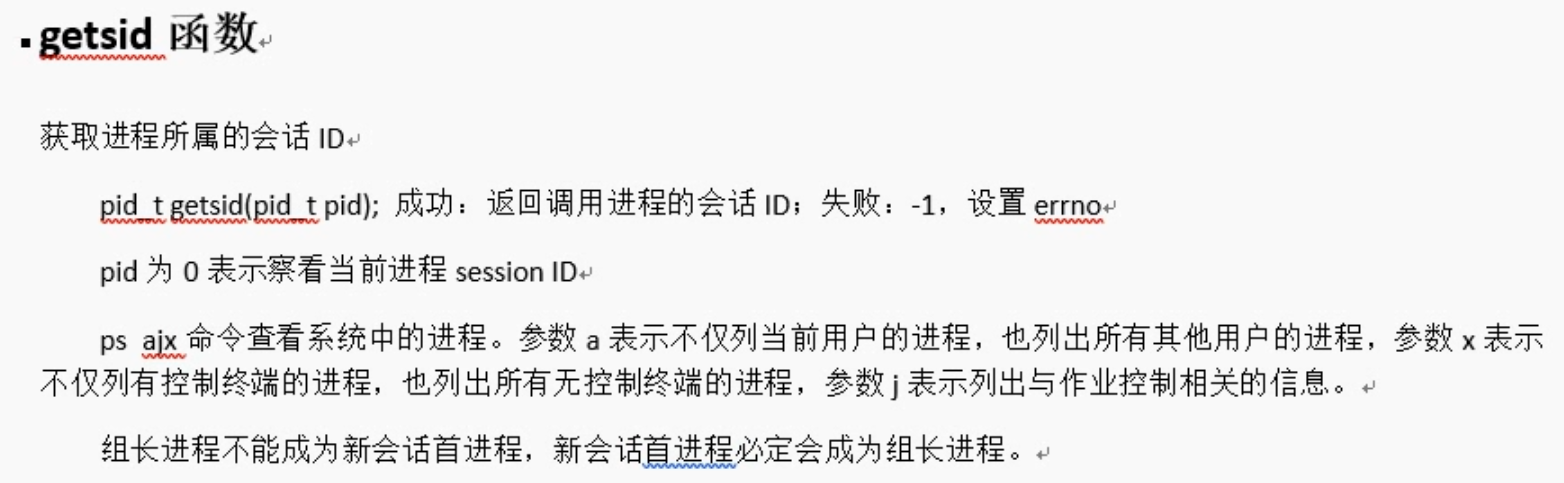 getsid 函数
获取进程所属的会话 ID
pid_t getsid(pid_t pid); 成功：返回调用进程的会话 ID；失败：-1，设置 errno
pid 为 0 表示察看当前进程 session ID
ps ajx 命令查看系统中的进程。参数 a 表示不仅列当前用户的进程，也列出所有其他用户的进程，参数 x 表示
不仅列有控制终端的进程，也列出所有无控制终端的进程，参数 j 表示列出与作业控制相关的信息。
组长进程不能成为新会话首进程，新会话首进程必定会成为组长进程。